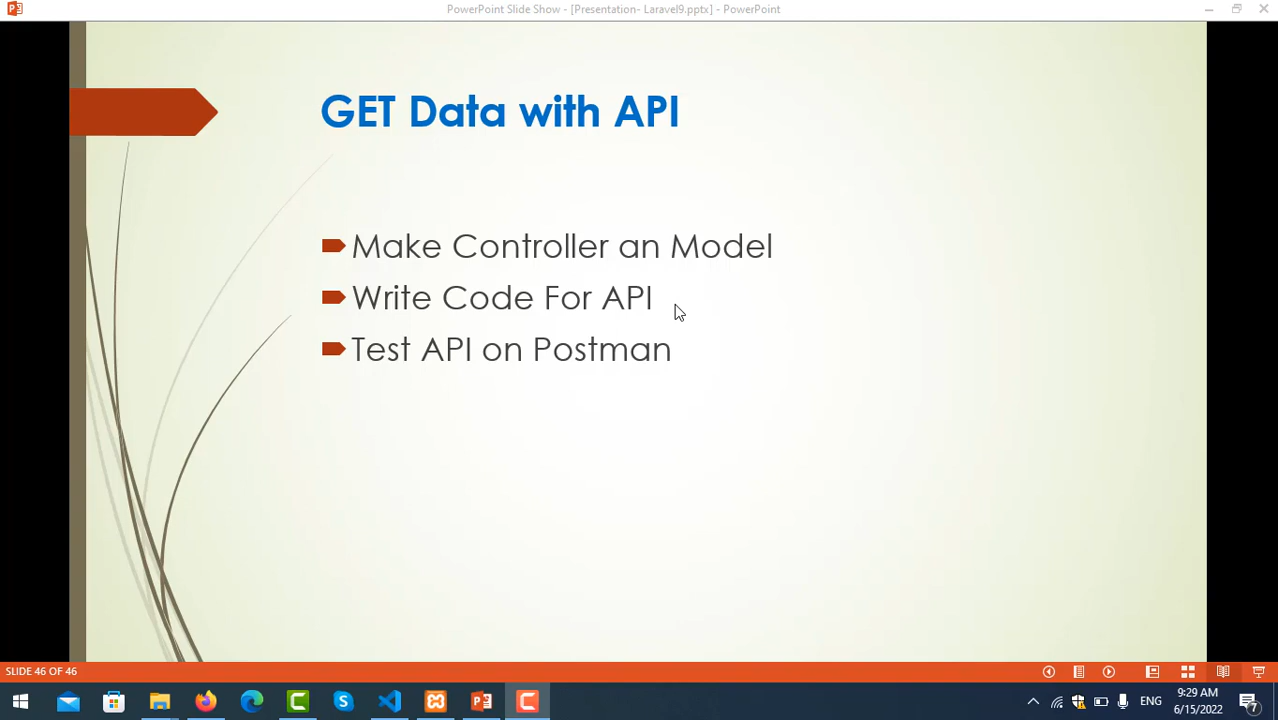 PowerPoint Slide Show - [Presentation- Laravel9.pptx] - PowerPoint
GET Data with API
Make Controller an Model
Write Code For API
Test API on Postman
SLIDE 46 OF 46
ENG
9:29 AM
6/15/2022
7